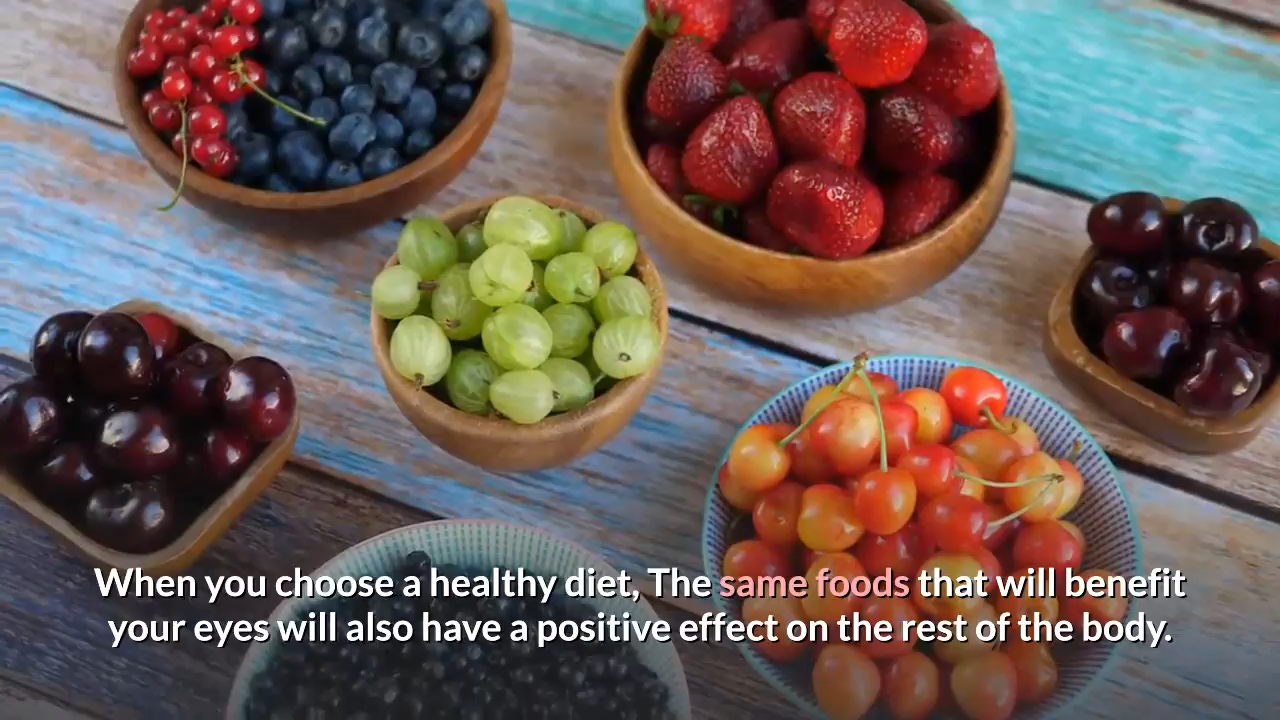 When you choose a healthy diet, The same foods that will benefit
your eyes will also have a positive effect on the rest of the body.